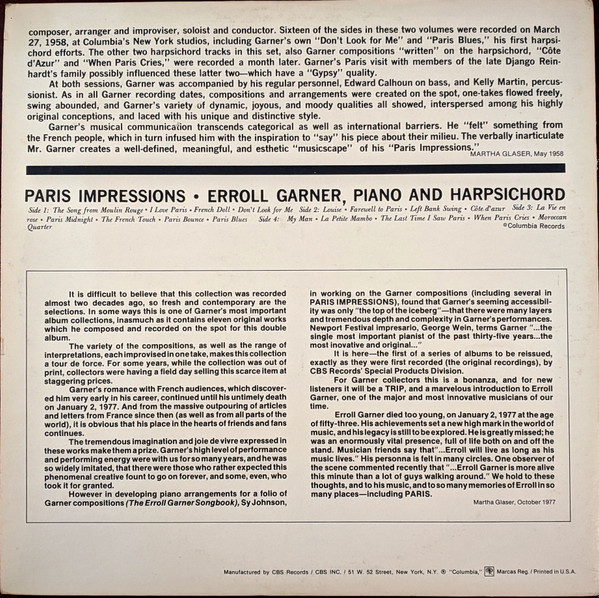 composer, arranger and improviser, soloist and conductor. Sixteen of the sides in these two volumes were recorded on March
27, 1958, at Columbia's New York studios, including Garner's own "Don't Look for Me" and "Paris Blues," his first harpsi-
chord efforts. The other two harpsichord tracks in this set, also Garner compositions "written" on the harpsichord, "Côte
d'Azur" and "When Paris Cries," were recorded a month later. Garner's Paris visit with members of the late Django Rein-
hardt's family possibly influenced these latter two—which have a "Gypsy" quality.
At both sessions, Garner was accompanied by his regular personnel, Edward Calhoun on bass, and Kelly Martin, percus-
sionist. As in all Garner recording dates, compositions and arrangements were created on the spot, one-takes flowed freely,
swing abounded, and Garner's variety of dynamic, joyous, and moody qualities all showed, interspersed among his highly
original conceptions, and laced with his unique and distinctive style.
Garner's musical communication transcends categorical as well as international barriers. He "felt" something from
the French people, which in turn infused him with the inspiration to "say" his piece about their milieu. The verbally inarticulate
Mr. Garner creates a well-defined, meaningful, and esthetic "musicscape" of his "Paris Impressions."
MARTHA GLASER, May 1958
PARIS IMPRESSIONS • ERROLL GARNER, PIANO AND HARPSICHORD
Side 1: The Song from Moulin Rouge • I Love Paris • French Doll • Don't Look for Me Side 2: Louise • Farewell to Paris • Left Bank Swing • Côte d'azur Side 3: La Vie en
rose • Paris Midnight • The French Touch • Paris Bounce • Paris Blues Side 4: My Man • La Petite Mambo • The Last Time I Saw Paris • When Paris Cries • Moroccan
Quarter
®Columbia Records
It is difficult to believe that this collection was recorded
almost two decades ago, so fresh and contemporary are the
selections. In some ways this is one of Garner's most important
album collections, inasmuch as it contains eleven original works
which he composed and recorded on the spot for this double
album.
The variety of the compositions, as well as the range of
interpretations, each improvised in one take, makes this collection
a tour de force. For some years, while the collection was out of
print, collectors were having a field day selling this scarce item at
staggering prices.
Garner's romance with French audiences, which discover-
ed him very early in his career, continued until his untimely death
on January 2, 1977. And from the massive outpouring of articles
and letters from France since then (as well as from all parts of the
world), it is obvious that his place in the hearts of friends and fans
continues.
The tremendous imagination and joie de vivre expressed in
these works make them a prize. Garner's high level of performance
and performing energy were with us for so many years, and he was
so widely imitated, that there were those who rather expected this
phenomenal creative fount to go on forever, and some, even, who
took it for granted.
However in developing piano arrangements for a folio of
Garner compositions (The Erroll Garner Songbook), Sy Johnson,
in working on the Garner compositions (including several in
PARIS IMPRESSIONS), found that Garner's seeming accessibil-
ity was only "the top of the iceberg"—that there were many layers
and tremendous depth and complexity in Garner's performances.
Newport Festival impresario, George Wein, terms Garner "...the
single most important pianist of the past thirty-five years...the
most inovative and original..."
It is here—the first of a series of albums to be reissued,
exactly as they were first recorded (the original recordings), by
CBS Records' Special Products Division.
For Garner collectors this is a bonanza, and for new
listeners it will be a TRIP, and a marvelous introduction to Erroll
Garner, one of the major and most innovative musicians of our
time.
Erroll Garner died too young, on January 2, 1977 at the age
of fifty-three. His achievements set a new high mark in the world of
music, and his legacy is still to be explored. He is greatly missed; he
was an enormously vital presence, full of life both on and off the
stand. Musician friends say that "...Erroll will live as long as his
music lives." His personna is felt in many circles. One observer of
the scene commented recently that "...Erroll Garner is more alive
this minute than a lot of guys walking around." We hold to these
thoughts, and to his music, and to so many memories of Erroll in so
many places—including PARIS.
Martha Glaser, October 1977
Manufactured by CBS Records / CBS INC. / 51 W. 52 Street, New York, N.Y. ® "Columbia," Marcas Reg. / Printed in U.S.A.